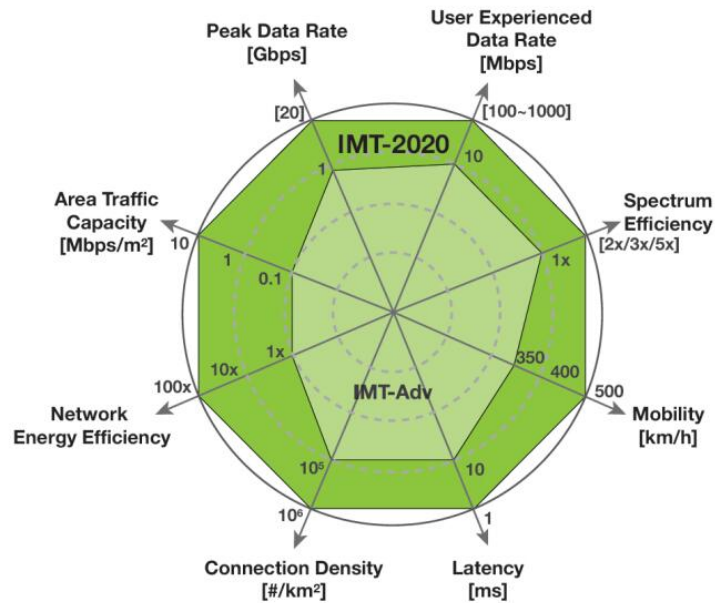 Peak Data Rate
[Gbps]
User Experienced
Data Rate
[Mbps]
[20]
[100~1000]
IMT-2020
1
10
Area Traffic
Capacity
[Mbps/m²]
Spectrum
Efficiency
10
1
0.1
1x
[2x/3x/5x]
1x
10x
100x
350
400
500
IMT-Adv
Network
Energy Efficiency
Mobility
[km/h]
10⁵
10
10⁶
1
Connection Density
[#/km²]
Latency
[ms]